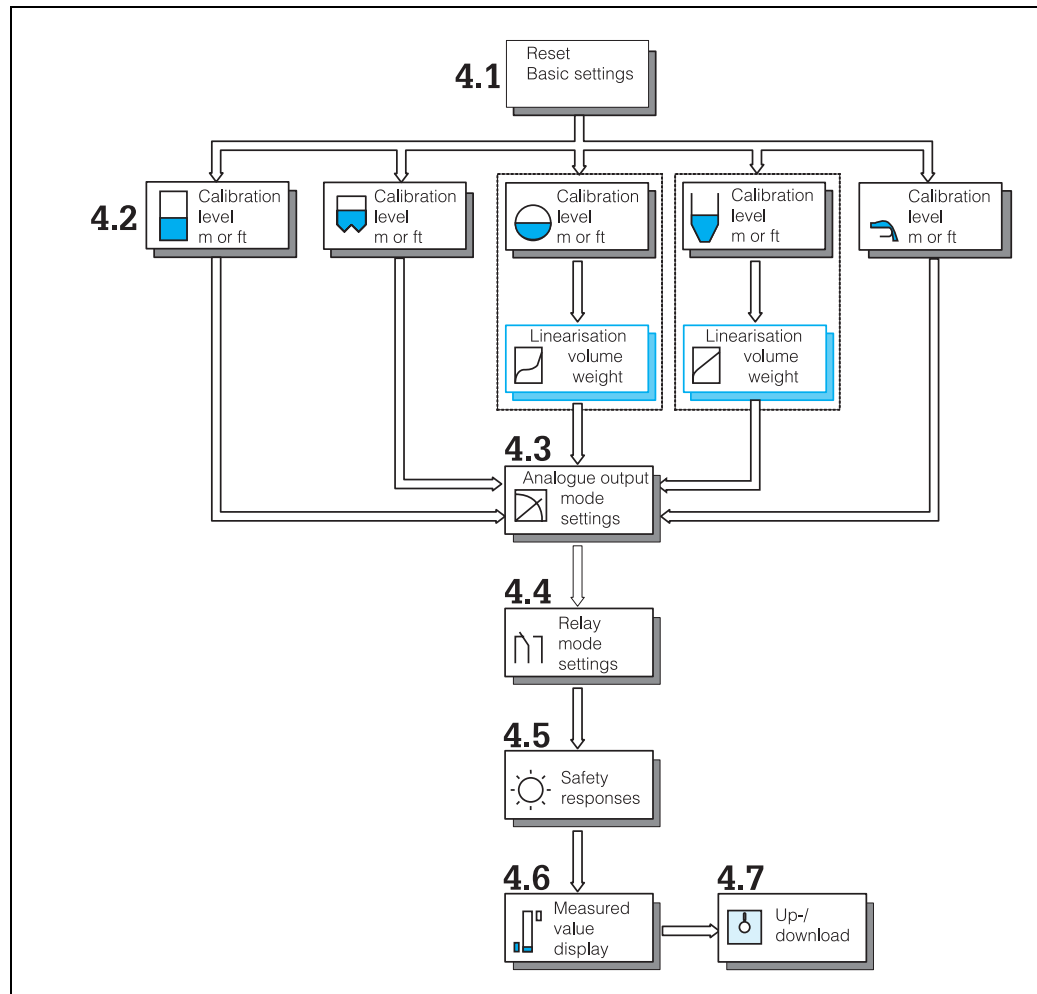 4.1
Reset
Basic settings
4.2
Calibration
level
m or ft
Calibration
level
m or ft
Calibration
level
m or ft
Calibration
level
m or ft
Calibration
level
m or ft
Linearisation
volume
weight
Linearisation
volume
weight
4.3
Analogue output
mode
settings
4.4
Relay
mode
settings
4.5
Safety
responses
4.6
Measured
value
display
4.7
Up-/
download